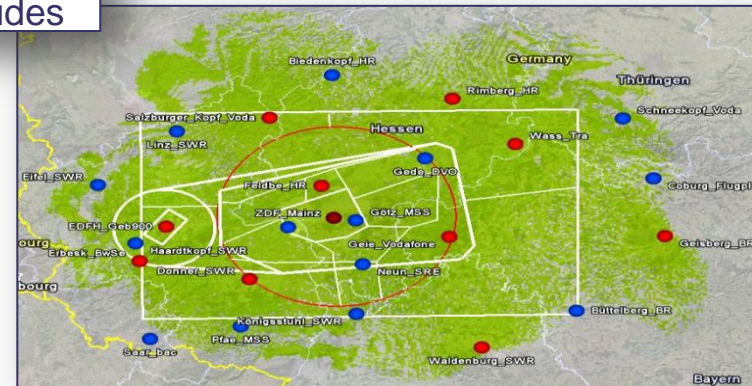 udes
Biedenkopf_HR
Germany
Rimberg_HR
Thüringen
Salzburger_Kopf_Voda
Schneekopf_Voda
Linz_SWR
Hessen
Wass_Tra
Eifel_SWR
Feldbe_HR
Gede_DVO
Coburg_Flugpl
EDFH_Geb900
ZDF_Mainz
Götz_MSS
ourg
Erbesk_BwSe
Haardtkopf_SWR
Geie_Vodafone
Geisberg_BR
Donner_SWR
Neun_SRE
bourg
Königsstuhl_SWR
Büttelberg_BR
Pfae_MSS
Saar_bac
Waldenburg_SWR
Bayern